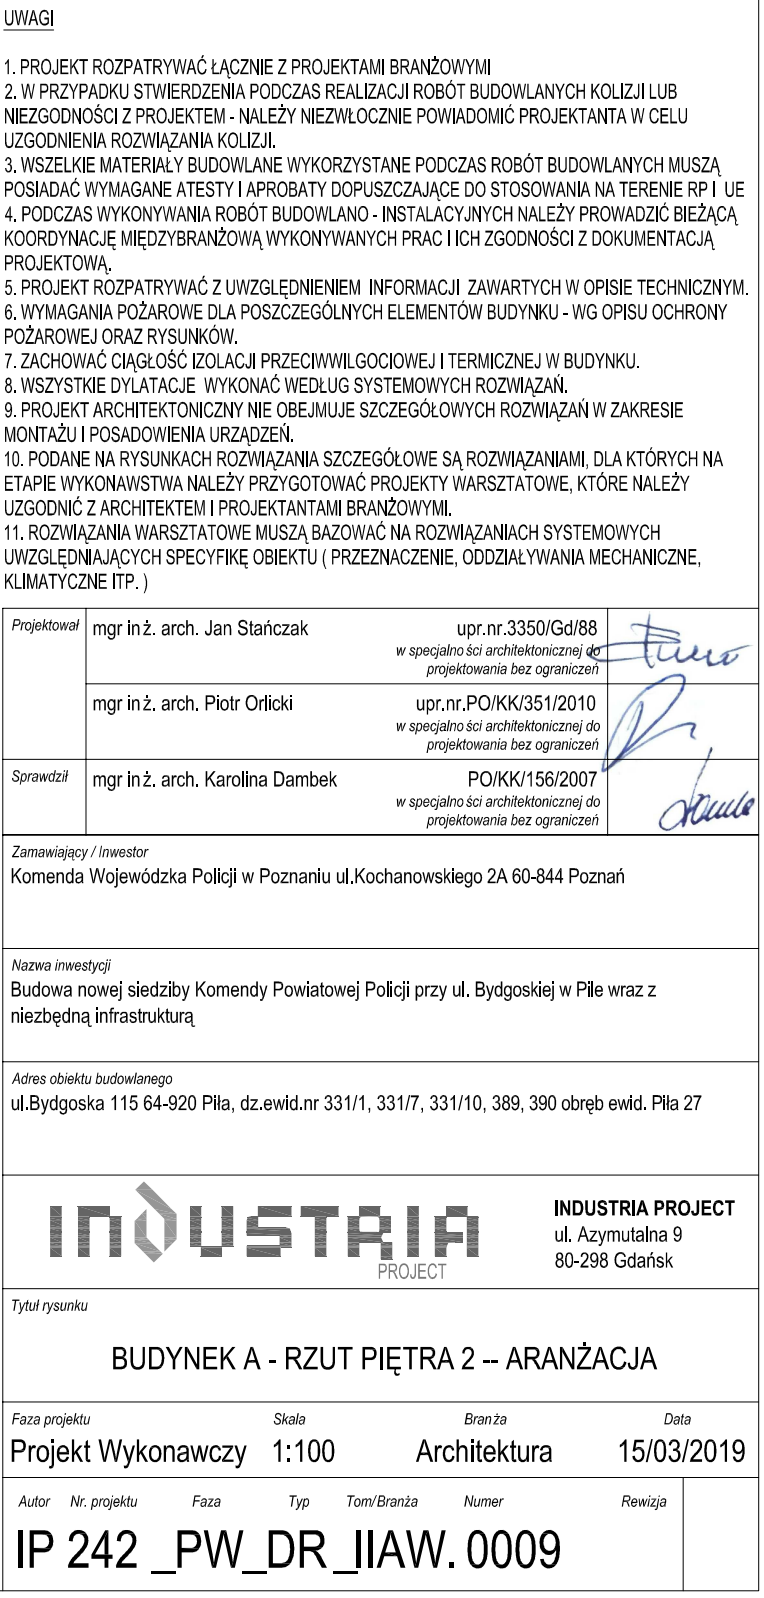 UWAGI
1. PROJEKT ROZPATRYWAĆ ŁĄCZNIE Z PROJEKTAMI BRANŻOWYMI
2. W PRZYPADKU STWIERDZENIA PODCZAS REALIZACJI ROBÓT BUDOWLANYCH KOLIZJI LUB
NIEZGODNOŚCI Z PROJEKTEM - NALEŻY NIEZWŁOCZNIE POWIADOMIĆ PROJEKTANTA W CELU
UZGODNIENIA ROZWIĄZANIA KOLIZJI.
3. WSZELKIE MATERIAŁY BUDOWLANE WYKORZYSTANE PODCZAS ROBÓT BUDOWLANYCH MUSZĄ
POSIADAĆ WYMAGANE ATESTY I APROBATY DOPUSZCZAJĄCE DO STOSOWANIA NA TERENIE RP I UE
4. PODCZAS WYKONYWANIA ROBÓT BUDOWLANO - INSTALACYJNYCH NALEŻY PROWADZIĆ BIEŻĄCĄ
KOORDYNACJĘ MIĘDZYBRANŻOWĄ WYKONYWANYCH PRAC I ICH ZGODNOŚCI Z DOKUMENTACJĄ
PROJEKTOWĄ.
5. PROJEKT ROZPATRYWAĆ Z UWZGLĘDNIENIEM INFORMACJI ZAWARTYCH W OPISIE TECHNICZNYM.
6. WYMAGANIA POŻAROWE DLA POSZCZEGÓLNYCH ELEMENTÓW BUDYNKU - WG OPISU OCHRONY
POŻAROWEJ ORAZ RYSUNKÓW.
7. ZACHOWAĆ CIĄGŁOŚĆ IZOLACJI PRZECIWWILGOCIOWEJ I TERMICZNEJ W BUDYNKU.
8. WSZYSTKIE DYLATACJE WYKONAĆ WEDŁUG SYSTEMOWYCH ROZWIĄZAŃ.
9. PROJEKT ARCHITEKTONICZNY NIE OBEJMUJE SZCZEGÓŁOWYCH ROZWIĄZAŃ W ZAKRESIE
MONTAŻU I POSADOWIENIA URZĄDZEŃ.
10. PODANE NA RYSUNKACH ROZWIĄZANIA SZCZEGÓŁOWE SĄ ROZWIĄZANIAMI, DLA KTÓRYCH NA
ETAPIE WYKONAWSTWA NALEŻY PRZYGOTOWAĆ PROJEKTY WARSZTATOWE, KTÓRE NALEŻY
UZGODNIĆ Z ARCHITEKTEM I PROJEKTANTAMI BRANŻOWYMI.
11. ROZWIĄZANIA WARSZTATOWE MUSZĄ BAZOWAĆ NA ROZWIĄZANIACH SYSTEMOWYCH
UWZGLĘDNIAJĄCYCH SPECYFIKĘ OBIEKTU ( PRZEZNACZENIE, ODDZIAŁYWANIA MECHANICZNE,
KLIMATYCZNE ITP. )
Projektował mgr inż. arch. Jan Stańczak upr.nr.3350/Gd/88
w specjalności architektonicznej do
projektowania bez ograniczeń
mgr inż. arch. Piotr Orlicki upr.nr.PO/KK/351/2010
w specjalności architektonicznej do
projektowania bez ograniczeń
Sprawdził mgr inż. arch. Karolina Dambek PO/KK/156/2007
w specjalności architektonicznej do
projektowania bez ograniczeń
Zamawiający / Inwestor
Komenda Wojewódzka Policji w Poznaniu ul.Kochanowskiego 2A 60-844 Poznań
Nazwa inwestycji
Budowa nowej siedziby Komendy Powiatowej Policji przy ul. Bydgoskiej w Pile wraz z
niezbędną infrastrukturą
Adres obiektu budowlanego
ul.Bydgoska 115 64-920 Piła, dz.ewid.nr 331/1, 331/7, 331/10, 389, 390 obręb ewid. Piła 27
INDUSTRIA
PROJECT
INDUSTRIA PROJECT
ul. Azymutalna 9
80-298 Gdańsk
Tytuł rysunku
BUDYNEK A - RZUT PIĘTRA 2 -- ARANŻACJA
Faza projektu Skala Branża Data
Projekt Wykonawczy 1:100 Architektura 15/03/2019
Autor Nr. projektu Faza Typ Tom/Branża Numer Rewizja
IP 242 _PW_DR_IIAW. 0009